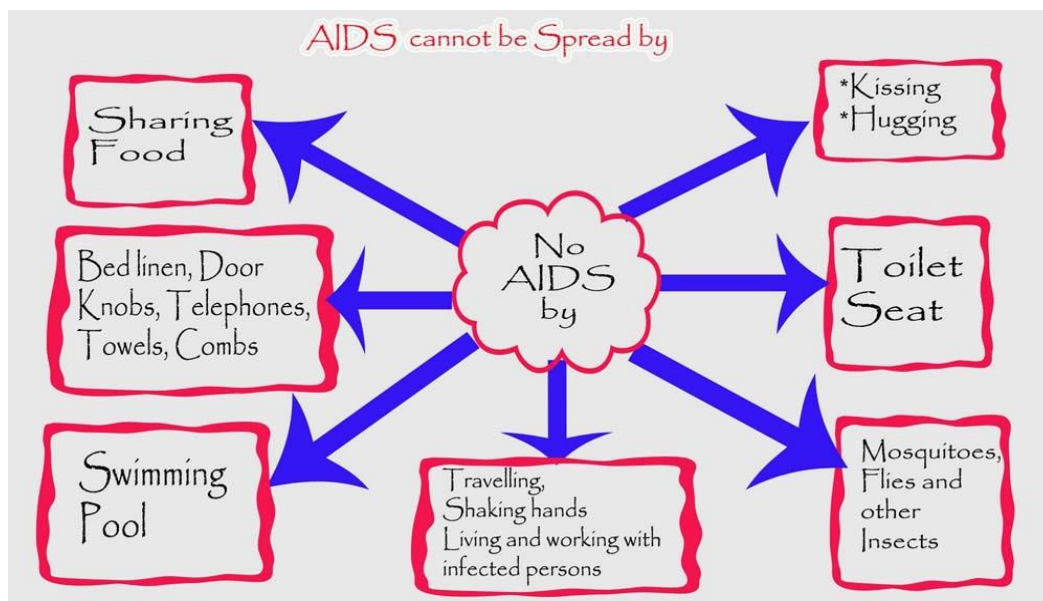 AIDS cannot be Spread by
Sharing
Food
*Kissing
*Hugging
Bed linen, Door
Knobs, Telephones,
Towels, Combs
No
AIDS
by
Toilet
Seat
Swimming
Pool
Travelling,
Shaking hands
Living and working with
infected persons
Mosquitoes,
Flies and
other
Insects